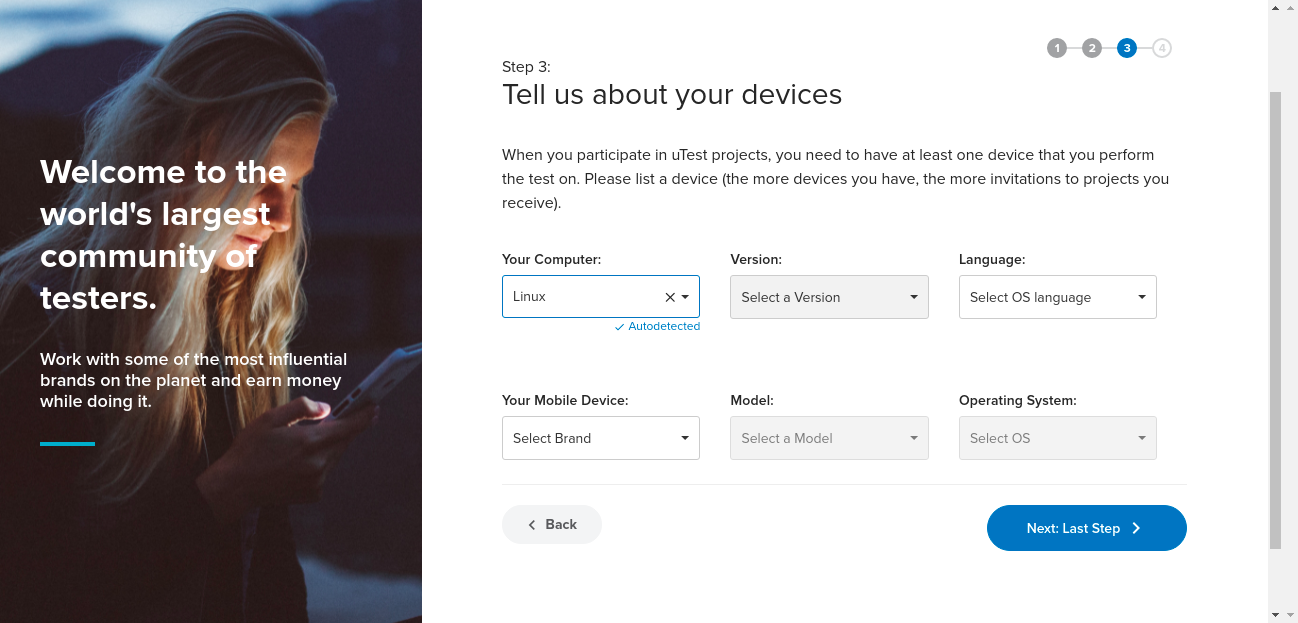 Welcome to the
world's largest
community of
testers.
Work with some of the most influential
brands on the planet and earn money
while doing it.
1 2 3 4
Step 3:
Tell us about your devices
When you participate in uTest projects, you need to have at least one device that you perform
the test on. Please list a device (the more devices you have, the more invitations to projects you
receive).
Your Computer: Version: Language:
Linux Select a Version Select OS language
Autodetected
Your Mobile Device: Model: Operating System:
Select Brand Select a Model Select OS
Back Next: Last Step